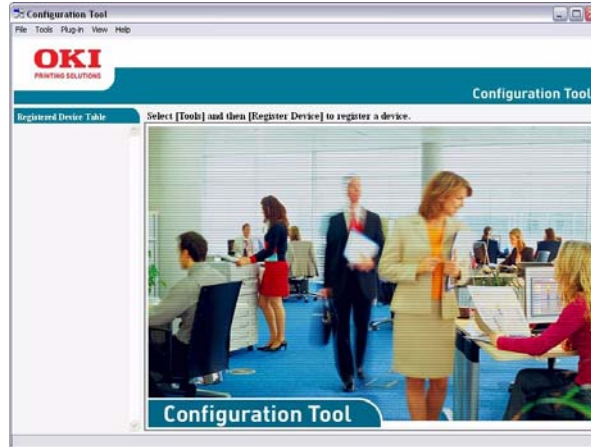 Configuration Tool
File Tools Plug-in View Help
OKI
PRINTING SOLUTIONS
Configuration Tool
Registered Device Table
Select [Tools] and then [Register Device] to register a device.
Configuration Tool